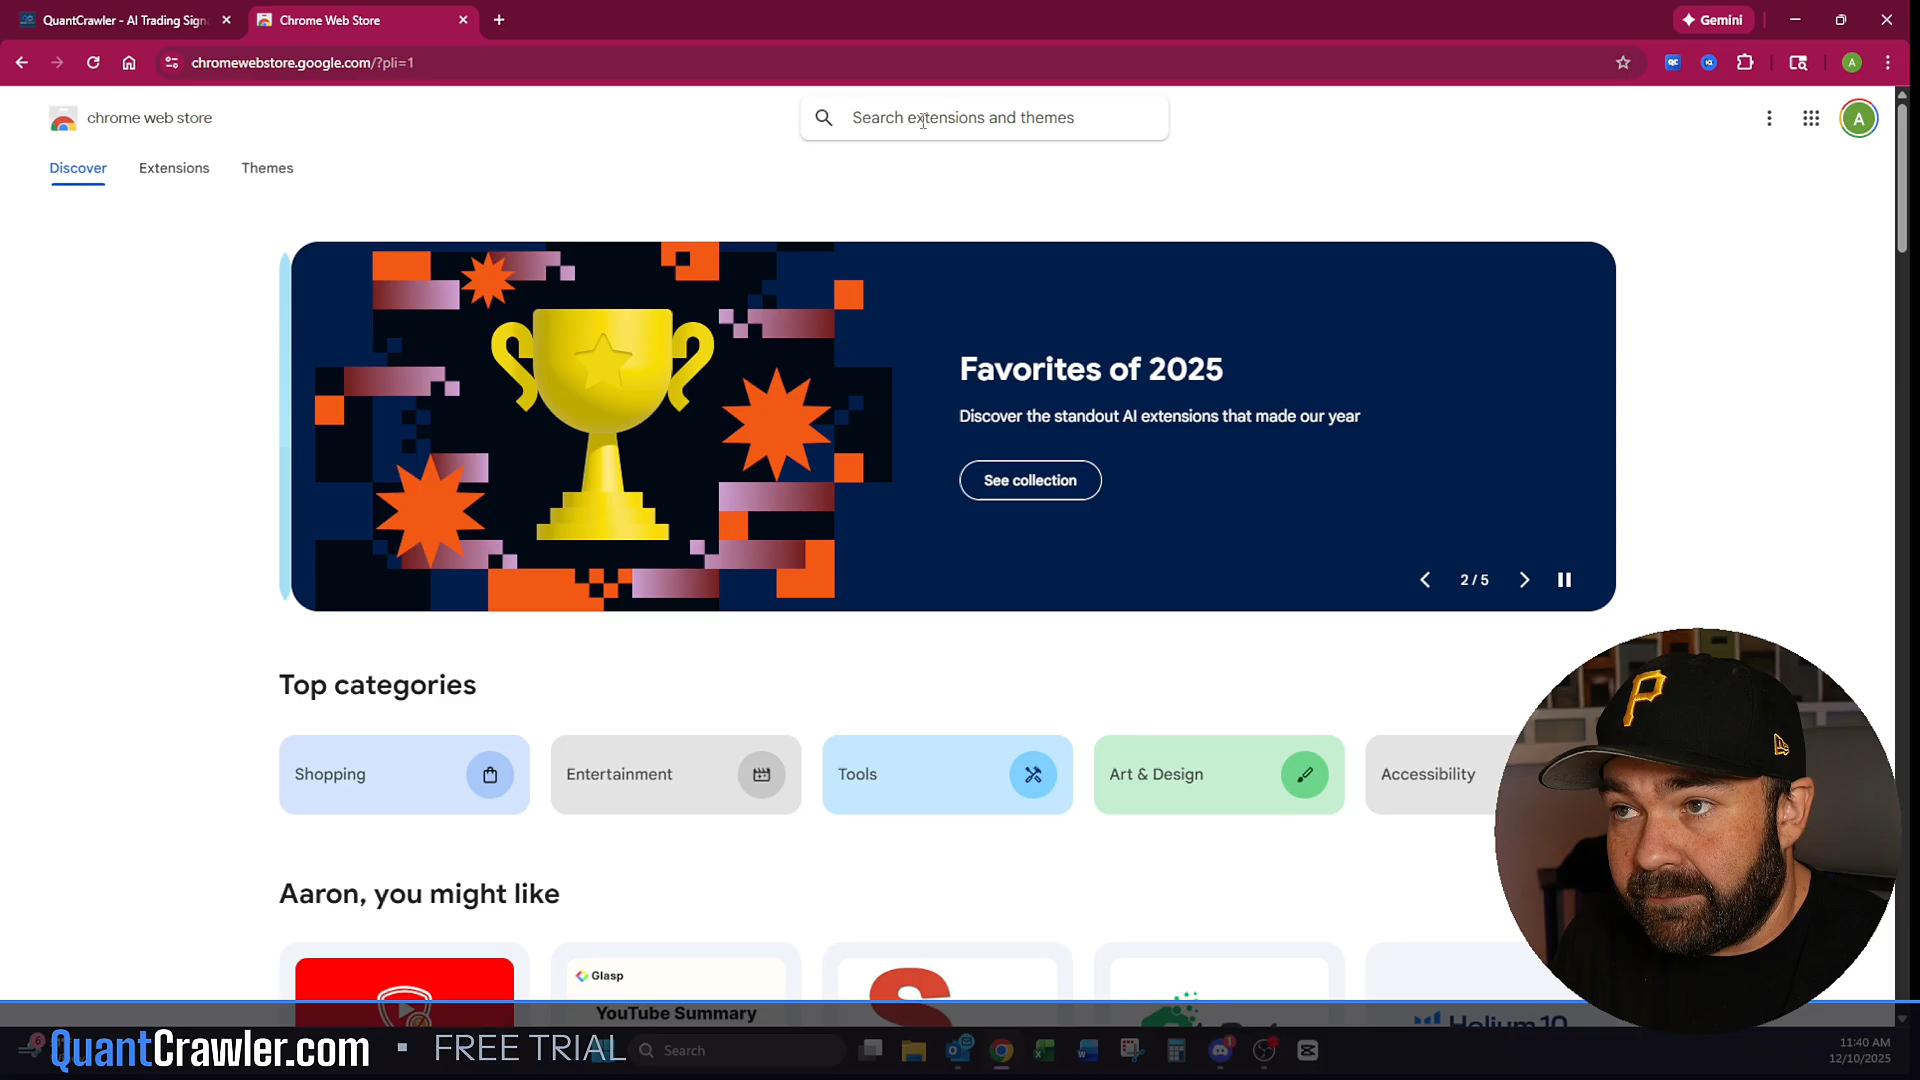 QuantCrawler - AI Trading Sign
Chrome Web Store
Gemini
chromewebstore.google.com/?pli=1
QC
A
chrome web store
Search extensions and themes
A
Discover
Extensions
Themes
Favorites of 2025
Discover the standout AI extensions that made our year
See collection
2 / 5
Top categories
Shopping
Entertainment
Tools
Art & Design
Accessibility
P
Aaron, you might like
Glasp
YouTube Summary
S
Helium 10
QuantCrawler.com ▪ FREE TRIAL
Search
11:40 AM
12/10/2025